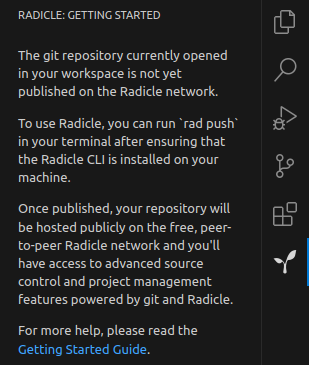 RADICLE: GETTING STARTED
The git repository currently opened
in your workspace is not yet
published on the Radicle network.
To use Radicle, you can run `rad push`
in your terminal after ensuring that
the Radicle CLI is installed on your
machine.
Once published, your repository will
be hosted publicly on the free, peer-
to-peer Radicle network and you'll
have access to advanced source
control and project management
features powered by git and Radicle.
For more help, please read the
Getting Started Guide.